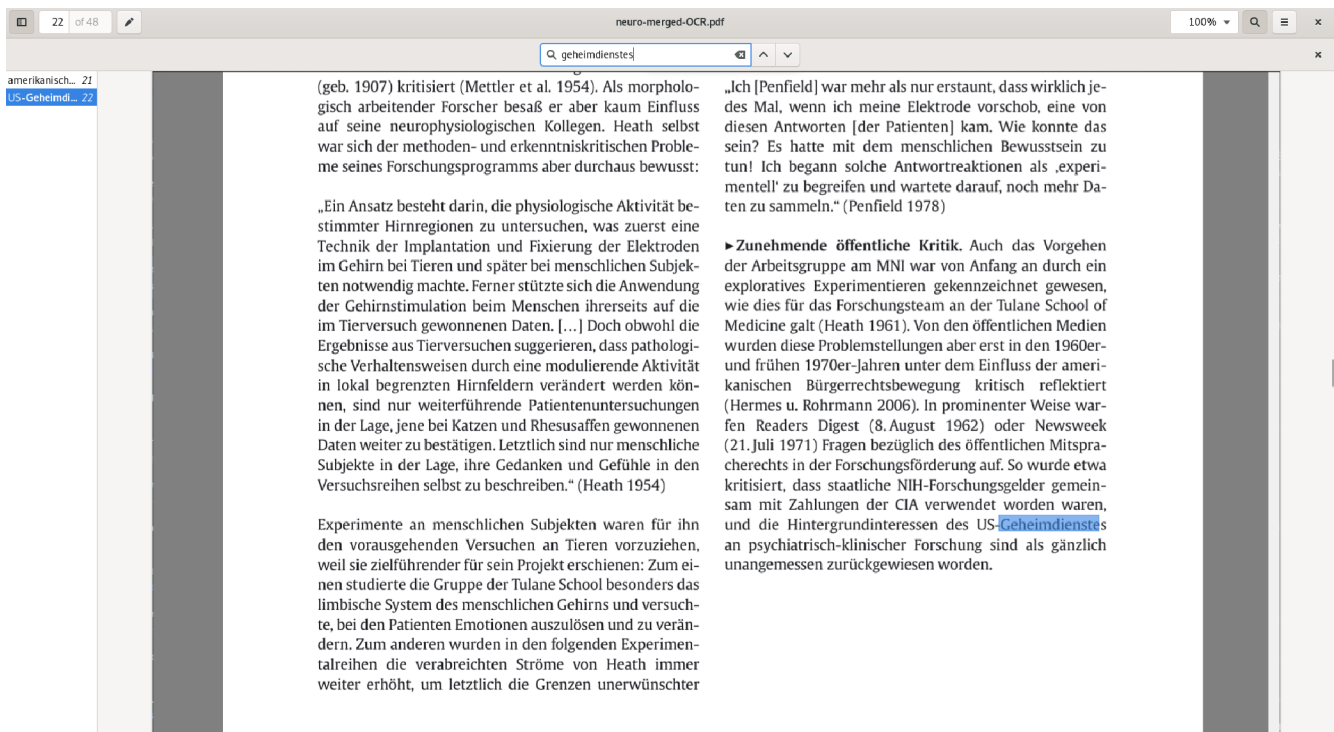 22 of 48
neuro-merged-OCR.pdf
100%
geheimdienstes
amerikanisch... 21
US-Geheimdi... 22
(geb. 1907) kritisiert (Mettler et al. 1954). Als morpholo-
gisch arbeitender Forscher besaß er aber kaum Einfluss
auf seine neurophysiologischen Kollegen. Heath selbst
war sich der methoden- und erkenntniskritischen Proble-
me seines Forschungsprogramms aber durchaus bewusst:
„Ein Ansatz besteht darin, die physiologische Aktivität be-
stimmter Hirnregionen zu untersuchen, was zuerst eine
Technik der Implantation und Fixierung der Elektroden
im Gehirn bei Tieren und später bei menschlichen Subjek-
ten notwendig machte. Ferner stützte sich die Anwendung
der Gehirnstimulation beim Menschen ihrerseits auf die
im Tierversuch gewonnenen Daten. […] Doch obwohl die
Ergebnisse aus Tierversuchen suggerieren, dass pathologi-
sche Verhaltensweisen durch eine modulierende Aktivität
in lokal begrenzten Hirnfeldern verändert werden kön-
nen, sind nur weiterführende Patientenuntersuchungen
in der Lage, jene bei Katzen und Rhesusaffen gewonnenen
Daten weiter zu bestätigen. Letztlich sind nur menschliche
Subjekte in der Lage, ihre Gedanken und Gefühle in den
Versuchsreihen selbst zu beschreiben.“ (Heath 1954)
Experimente an menschlichen Subjekten waren für ihn
den vorausgehenden Versuchen an Tieren vorzuziehen,
weil sie zielführender für sein Projekt erschienen: Zum ei-
nen studierte die Gruppe der Tulane School besonders das
limbische System des menschlichen Gehirns und versuch-
te, bei den Patienten Emotionen auszulösen und zu verän-
dern. Zum anderen wurden in den folgenden Experimen-
talreihen die verabreichten Ströme von Heath immer
weiter erhöht, um letztlich die Grenzen unerwünschter
„Ich [Penfield] war mehr als nur erstaunt, dass wirklich je-
des Mal, wenn ich meine Elektrode vorschob, eine von
diesen Antworten [der Patienten] kam. Wie konnte das
sein? Es hatte mit dem menschlichen Bewusstsein zu
tun! Ich begann solche Antwortreaktionen als ‚experi-
mentell‘ zu begreifen und wartete darauf, noch mehr Da-
ten zu sammeln.“ (Penfield 1978)
►Zunehmende öffentliche Kritik. Auch das Vorgehen
der Arbeitsgruppe am MNI war von Anfang an durch ein
exploratives Experimentieren gekennzeichnet gewesen,
wie dies für das Forschungsteam an der Tulane School of
Medicine galt (Heath 1961). Von den öffentlichen Medien
wurden diese Problemstellungen aber erst in den 1960er-
und frühen 1970er-Jahren unter dem Einfluss der ameri-
kanischen Bürgerrechtsbewegung kritisch reflektiert
(Hermes u. Rohrmann 2006). In prominenter Weise war-
fen Readers Digest (8. August 1962) oder Newsweek
(21. Juli 1971) Fragen bezüglich des öffentlichen Mitspra-
cherechts in der Forschungsförderung auf. So wurde etwa
kritisiert, dass staatliche NIH-Forschungsgelder gemein-
sam mit Zahlungen der CIA verwendet worden waren,
und die Hintergrundinteressen des US-Geheimdienstes
an psychiatrisch-klinischer Forschung sind als gänzlich
unangemessen zurückgewiesen worden.